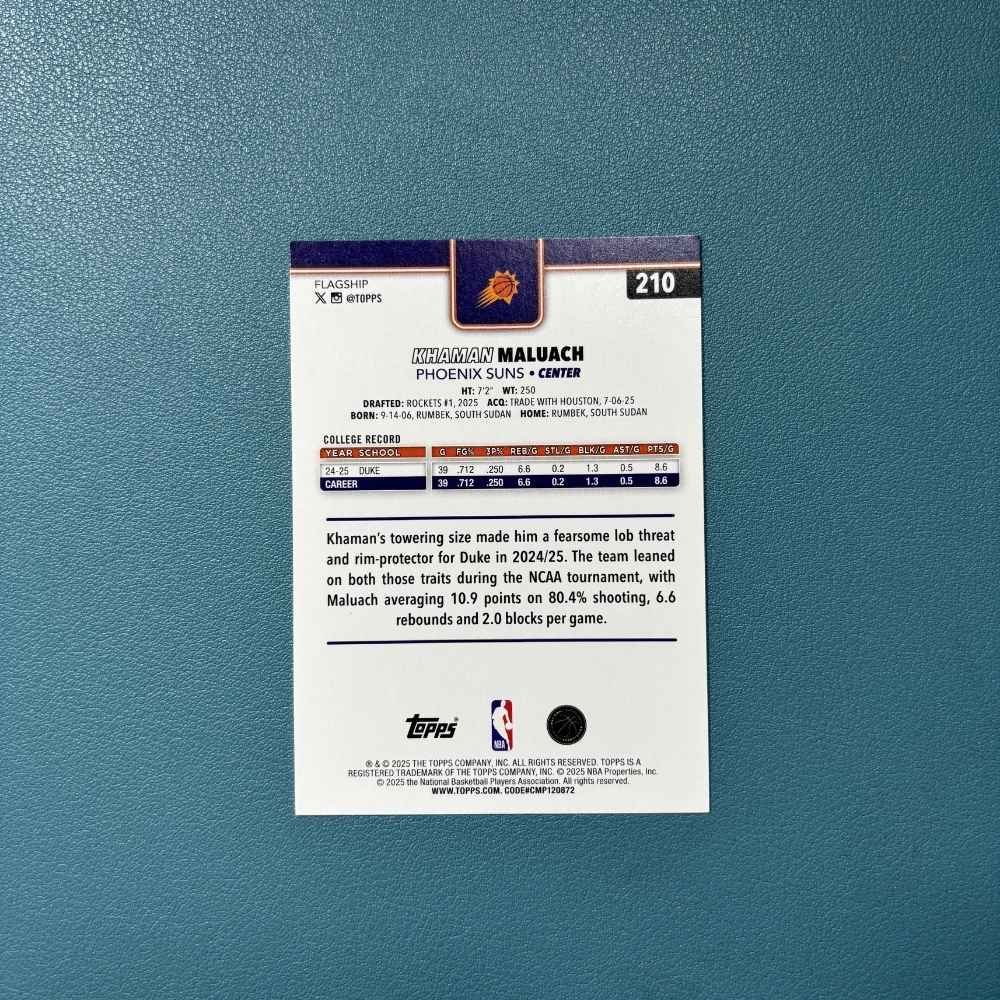 FLAGSHIP
X @TOPPS
210
KHAMAN MALUACH
PHOENIX SUNS • CENTER
HT: 7'2" WT: 250
DRAFTED: ROCKETS #1, 2025 ACQ: TRADE WITH HOUSTON, 7-06-25
BORN: 9-14-06, RUMBEK, SOUTH SUDAN HOME: RUMBEK, SOUTH SUDAN
COLLEGE RECORD
YEAR SCHOOL G FG% 3P% REB/G STL/G BLK/G AST/G PTS/G
24-25 DUKE 39 .712 .250 6.6 0.2 1.3 0.5 8.6
CAREER 39 .712 .250 6.6 0.2 1.3 0.5 8.6
Khaman's towering size made him a fearsome lob threat
and rim-protector for Duke in 2024/25. The team leaned
on both those traits during the NCAA tournament, with
Maluach averaging 10.9 points on 80.4% shooting, 6.6
rebounds and 2.0 blocks per game.
topps® NBA
® & © 2025 THE TOPPS COMPANY, INC. ALL RIGHTS RESERVED. TOPPS IS A
REGISTERED TRADEMARK OF THE TOPPS COMPANY, INC. © 2025 NBA Properties, Inc.
© 2025 the National Basketball Players Association. All rights reserved.
WWW.TOPPS.COM. CODE#CMP120872